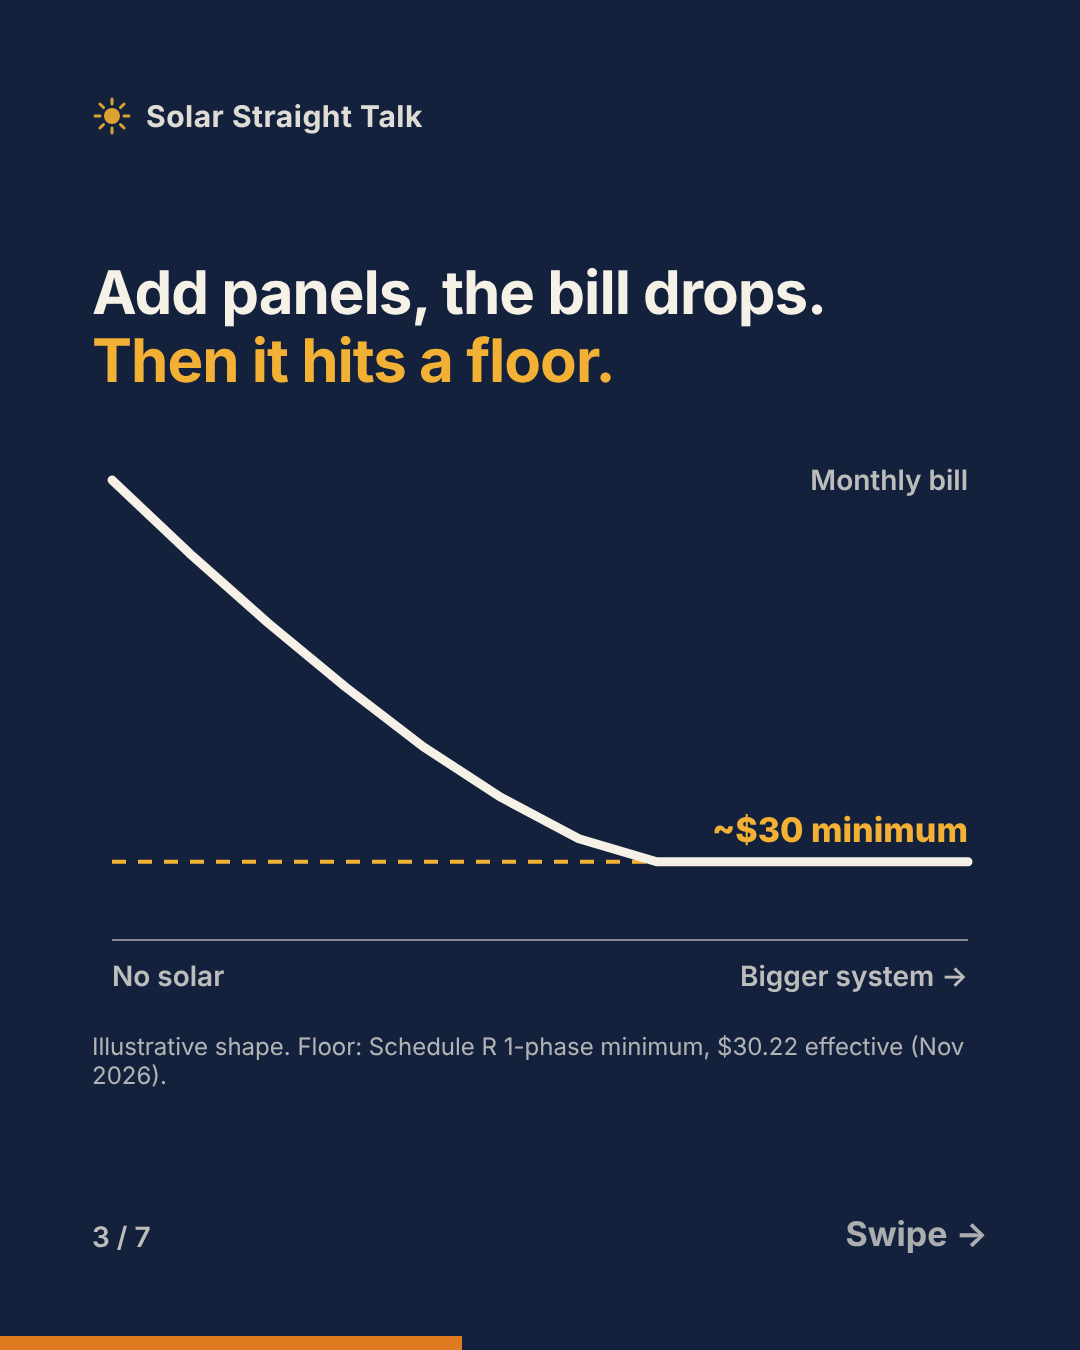 Solar Straight Talk
Add panels, the bill drops.
Then it hits a floor.
Monthly bill
~$30 minimum
No solar
Bigger system →
Illustrative shape. Floor: Schedule R 1-phase minimum, $30.22 effective (Nov
2026).
3 / 7
Swipe →